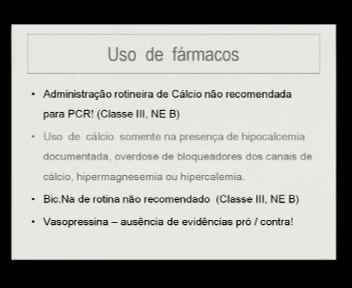 Uso de fármacos
• Administração rotineira de Cálcio não recomendada
para PCR! (Classe III, NE B)
• Uso de cálcio somente na presença de hipocalcemia
documentada, overdose de bloqueadores dos canais de
cálcio, hipermagnesemia ou hipercalemia.
• Bic.Na de rotina não recomendado (Classe III, NE B)
• Vasopressina – ausência de evidências pró / contra!